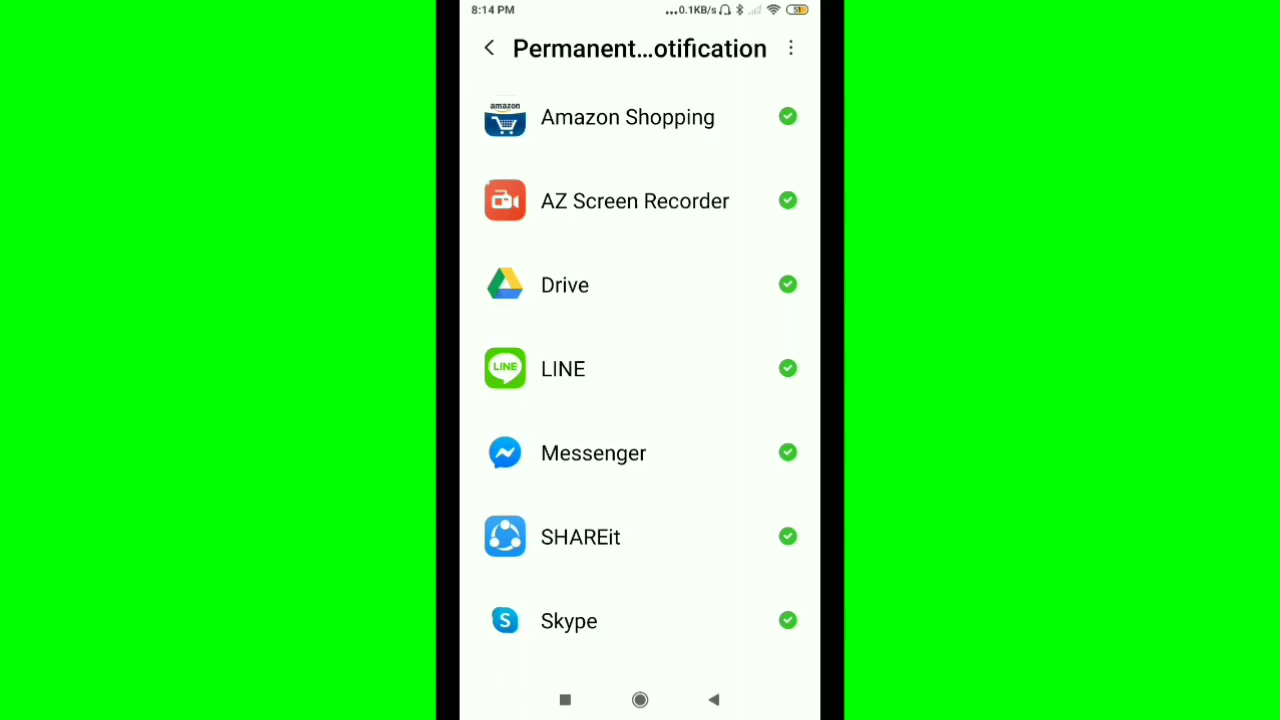 8:14 PM ...0.1KB/s 51
Permanent...otification
amazon
Amazon Shopping
AZ Screen Recorder
Drive
LINE
LINE
Messenger
SHAREit
S
Skype